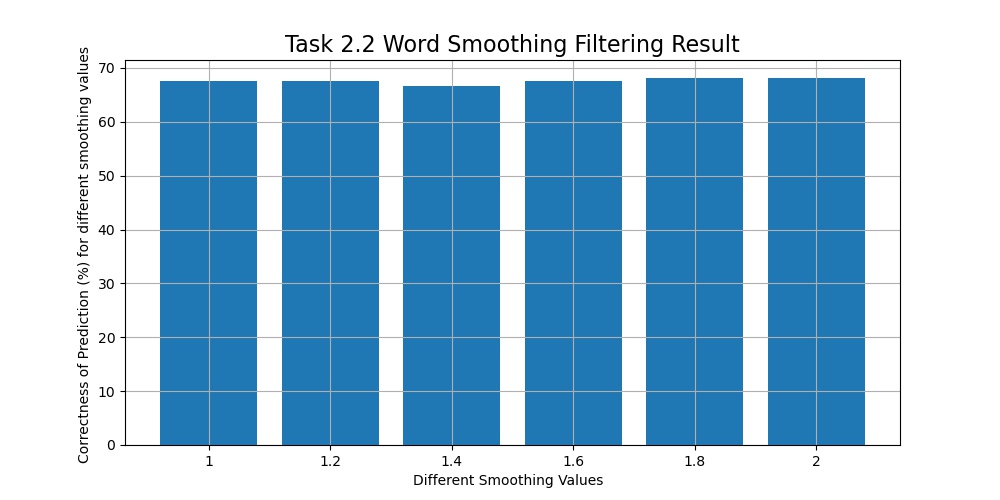 Task 2.2 Word Smoothing Filtering Result
Correctness of Prediction (%) for different smoothing values
70
60
50
40
30
20
10
0
1 1.2 1.4 1.6 1.8 2
Different Smoothing Values